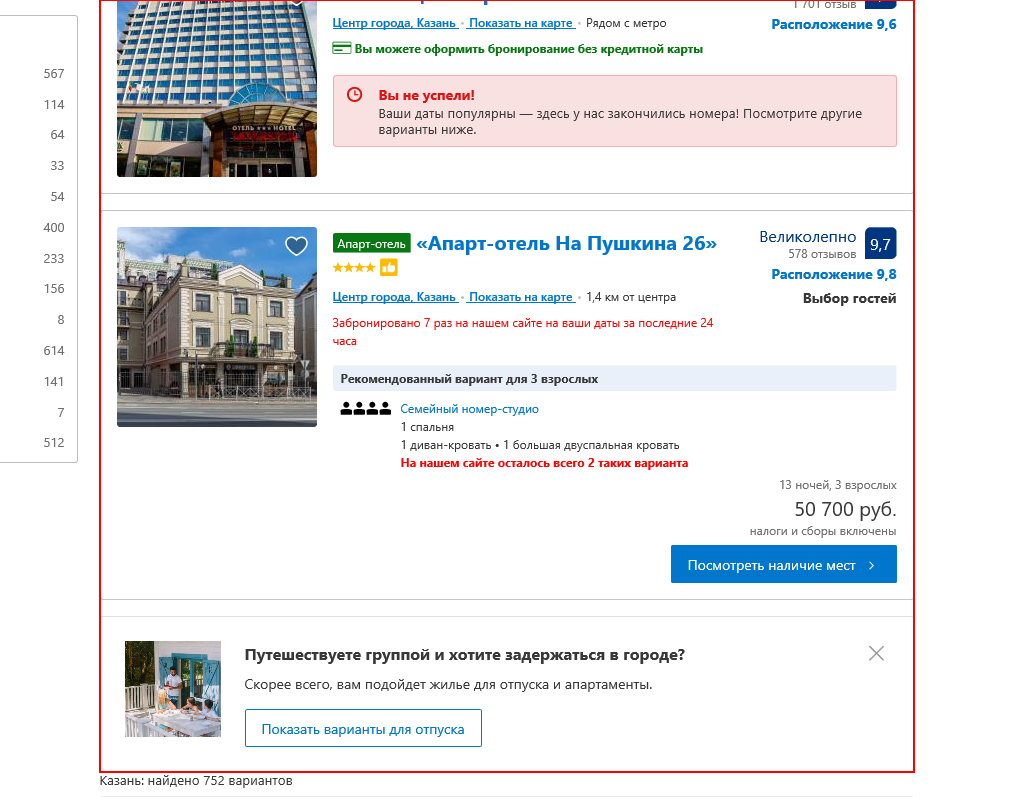 567
114
64
33
54
400
233
156
8
614
141
7
512
1 701 отзыв
Центр города, Казань • Показать на карте • Рядом с метро
Расположение 9,6
Вы можете оформить бронирование без кредитной карты
Вы не успели!
Ваши даты популярны — здесь у нас закончились номера! Посмотрите другие
варианты ниже.
ОТЕЛЬ ★★★ HOTEL
Апарт-отель «Апарт-отель На Пушкина 26»
Великолепно 9,7
578 отзывов
Расположение 9,8
Выбор гостей
Центр города, Казань • Показать на карте • 1,4 км от центра
Забронировано 7 раз на нашем сайте на ваши даты за последние 24
часа
Рекомендованный вариант для 3 взрослых
Семейный номер-студио
1 спальня
1 диван-кровать • 1 большая двуспальная кровать
На нашем сайте осталось всего 2 таких варианта
13 ночей, 3 взрослых
50 700 руб.
налоги и сборы включены
Посмотреть наличие мест
Путешествуете группой и хотите задержаться в городе?
Скорее всего, вам подойдет жилье для отпуска и апартаменты.
Показать варианты для отпуска
Казань: найдено 752 вариантов